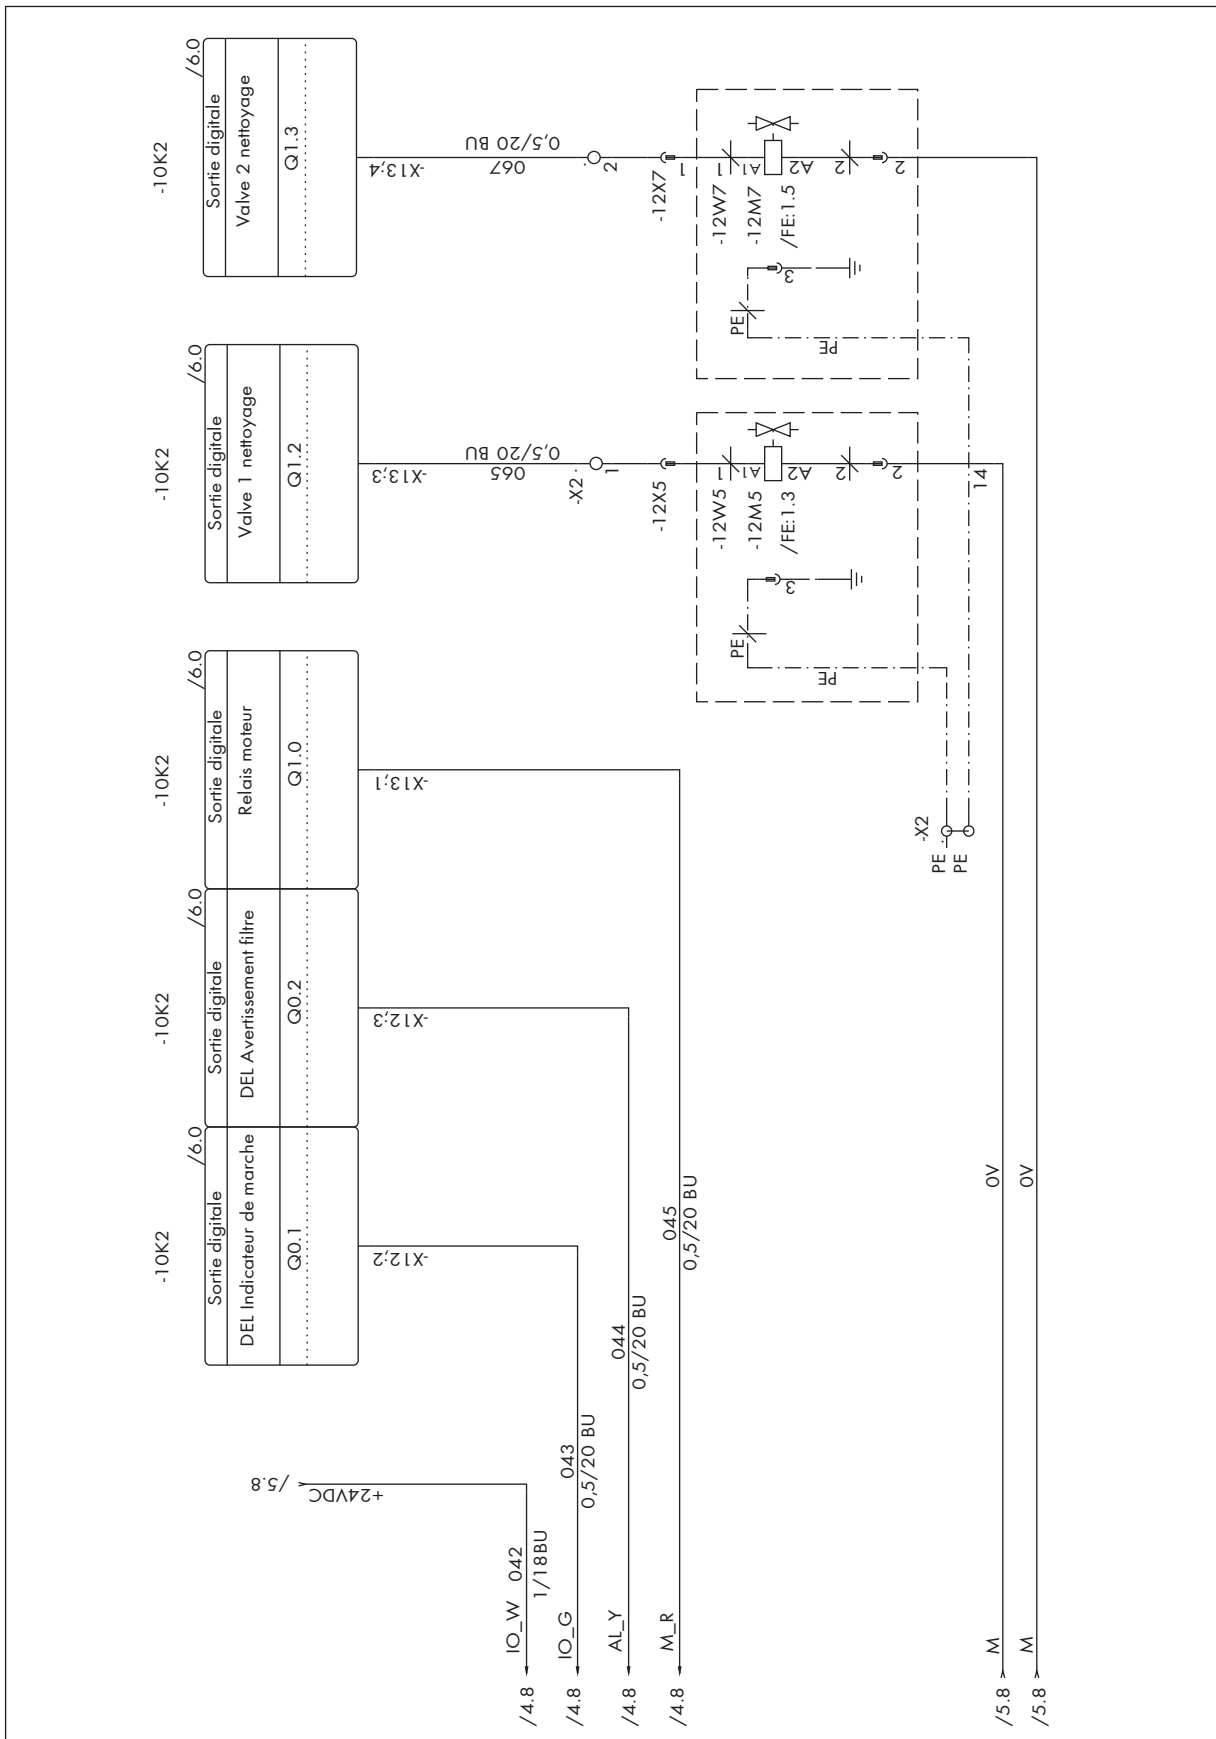 -10K2
/6.0
Sortie digitale
DEL Indicateur de marche
Q0.1
-X12;2
-10K2
/6.0
Sortie digitale
DEL Avertissement filtre
Q0.2
-X12;3
-10K2
/6.0
Sortie digitale
Relais moteur
Q1.0
-X13;1
-10K2
/6.0
Sortie digitale
Valve 1 nettoyage
Q1.2
-X13;3
-10K2
/6.0
Sortie digitale
Valve 2 nettoyage
Q1.3
-X13;4
/5.8
+24VDC
/4.8
IO_W
042
1/18BU
/4.8
IO_G
043
0,5/20 BU
/4.8
AL_Y
044
0,5/20 BU
/4.8
M_R
045
0,5/20 BU
065
0,5/20 BU
-X2
1
-12X5
1
-12W5
A1
-12M5
/FE:1.3
A2
2
2
PE
PE
3
067
0,5/20 BU
2
-12X7
1
1
-12W7
A1
-12M7
/FE:1.5
A2
2
2
PE
PE
3
-X2
PE
PE
14
/5.8
M
0V
/5.8
M
0V